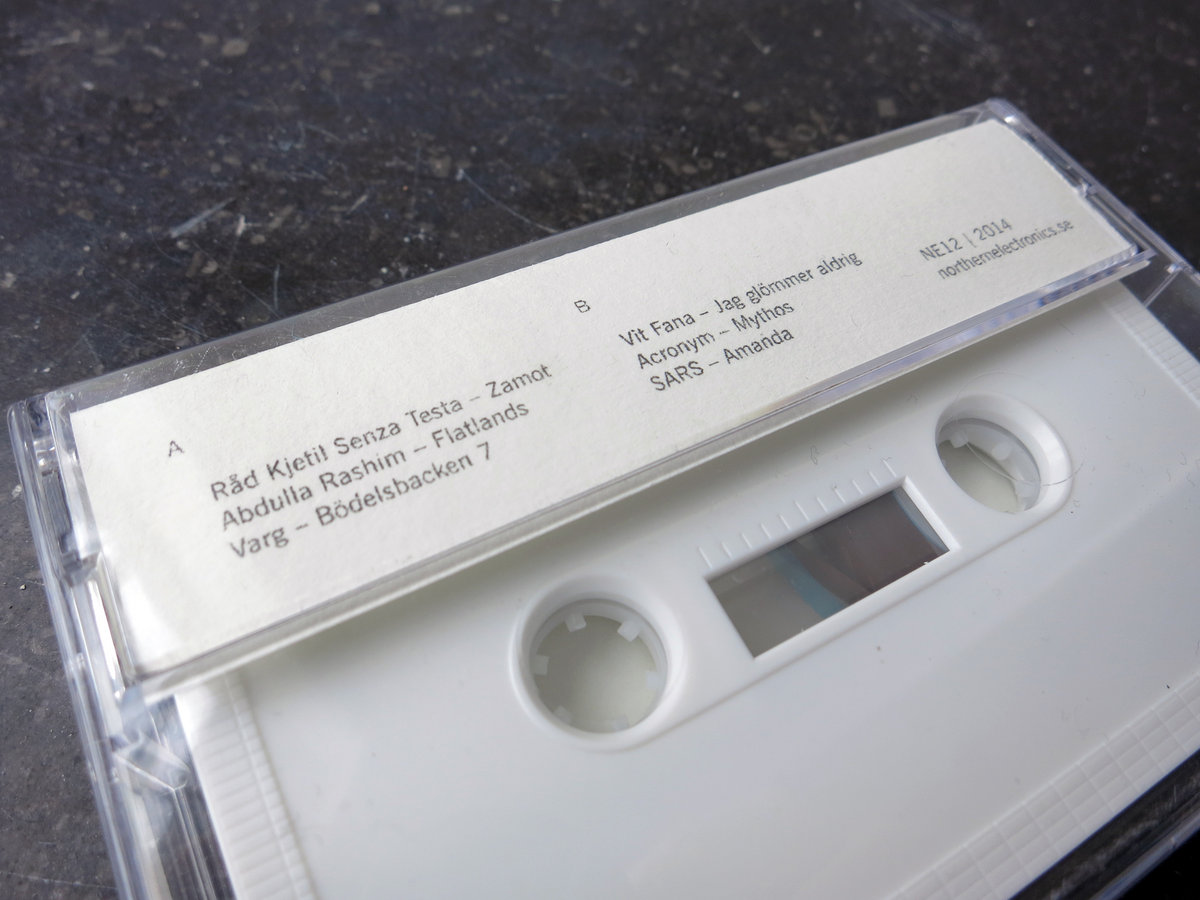 A
Råd Kjetil Senza Testa – Zamot
Abdulla Rashim – Flatlands
Varg – Bödelsbacken 7
B
Vit Fana – Jag glömmer aldrig
Acronym – Mythos
SARS – Amanda
NE12 | 2014
northernelectronics.se